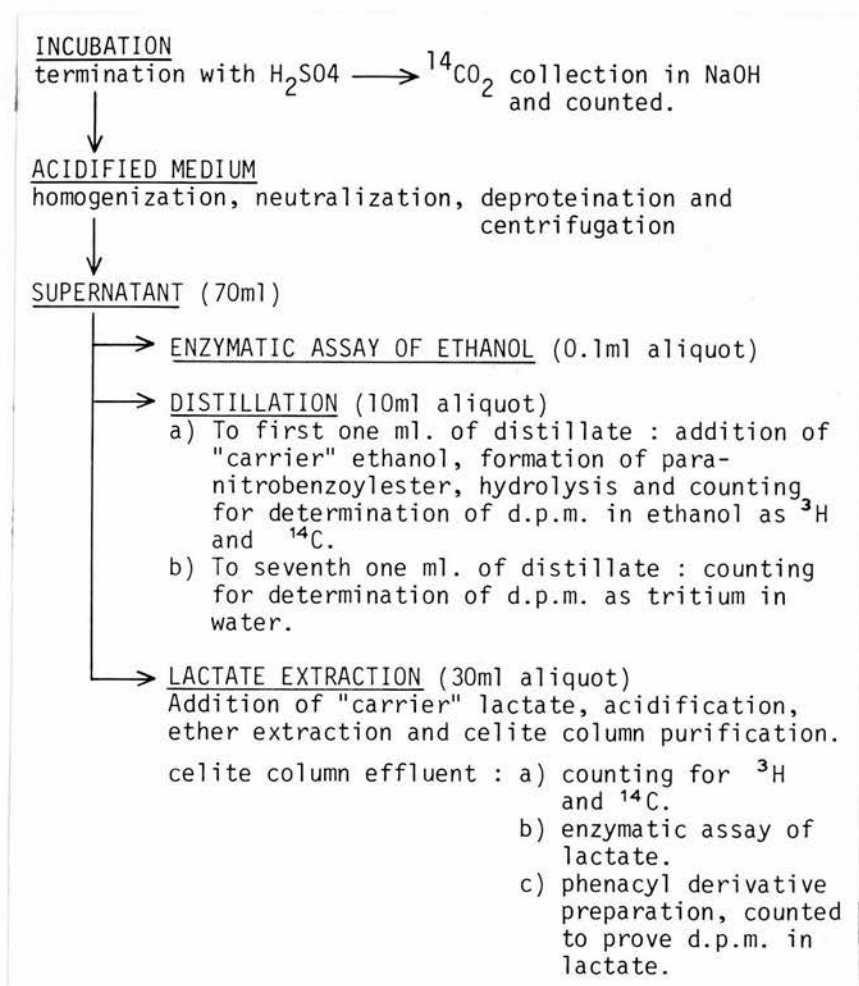 INCUBATION
termination with H2SO4 → 14CO2 collection in NaOH
and counted.
ACIDIFIED MEDIUM
homogenization, neutralization, deproteination and
centrifugation
SUPERNATANT (70ml)
→ ENZYMATIC ASSAY OF ETHANOL (0.1ml aliquot)
→ DISTILLATION (10ml aliquot)
a) To first one ml. of distillate : addition of
"carrier" ethanol, formation of para-
nitrobenzoylester, hydrolysis and counting
for determination of d.p.m. in ethanol as 3H
and 14C.
b) To seventh one ml. of distillate : counting
for determination of d.p.m. as tritium in
water.
→ LACTATE EXTRACTION (30ml aliquot)
Addition of "carrier" lactate, acidification,
ether extraction and celite column purification.
celite column effluent : a) counting for 3H
and 14C.
b) enzymatic assay of
lactate.
c) phenacyl derivative
preparation, counted
to prove d.p.m. in
lactate.